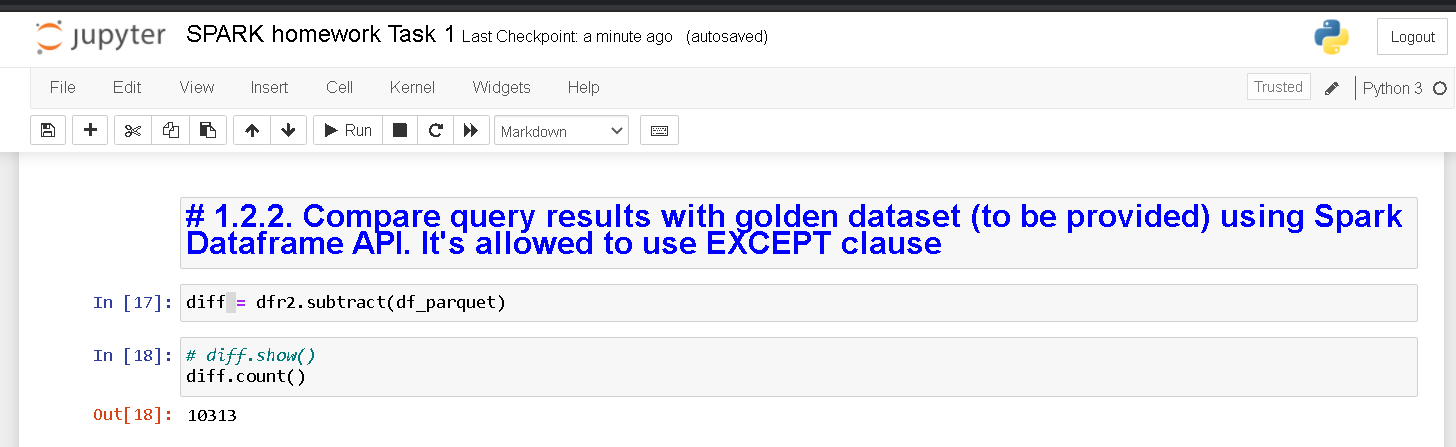 jupyter SPARK homework Task 1 Last Checkpoint: a minute ago (autosaved) Logout
File Edit View Insert Cell Kernel Widgets Help Trusted Python 3
Run Markdown
# 1.2.2. Compare query results with golden dataset (to be provided) using Spark
Dataframe API. It's allowed to use EXCEPT clause
In [17]: diff = dfr2.subtract(df_parquet)
In [18]: # diff.show()
diff.count()
Out[18]: 10313